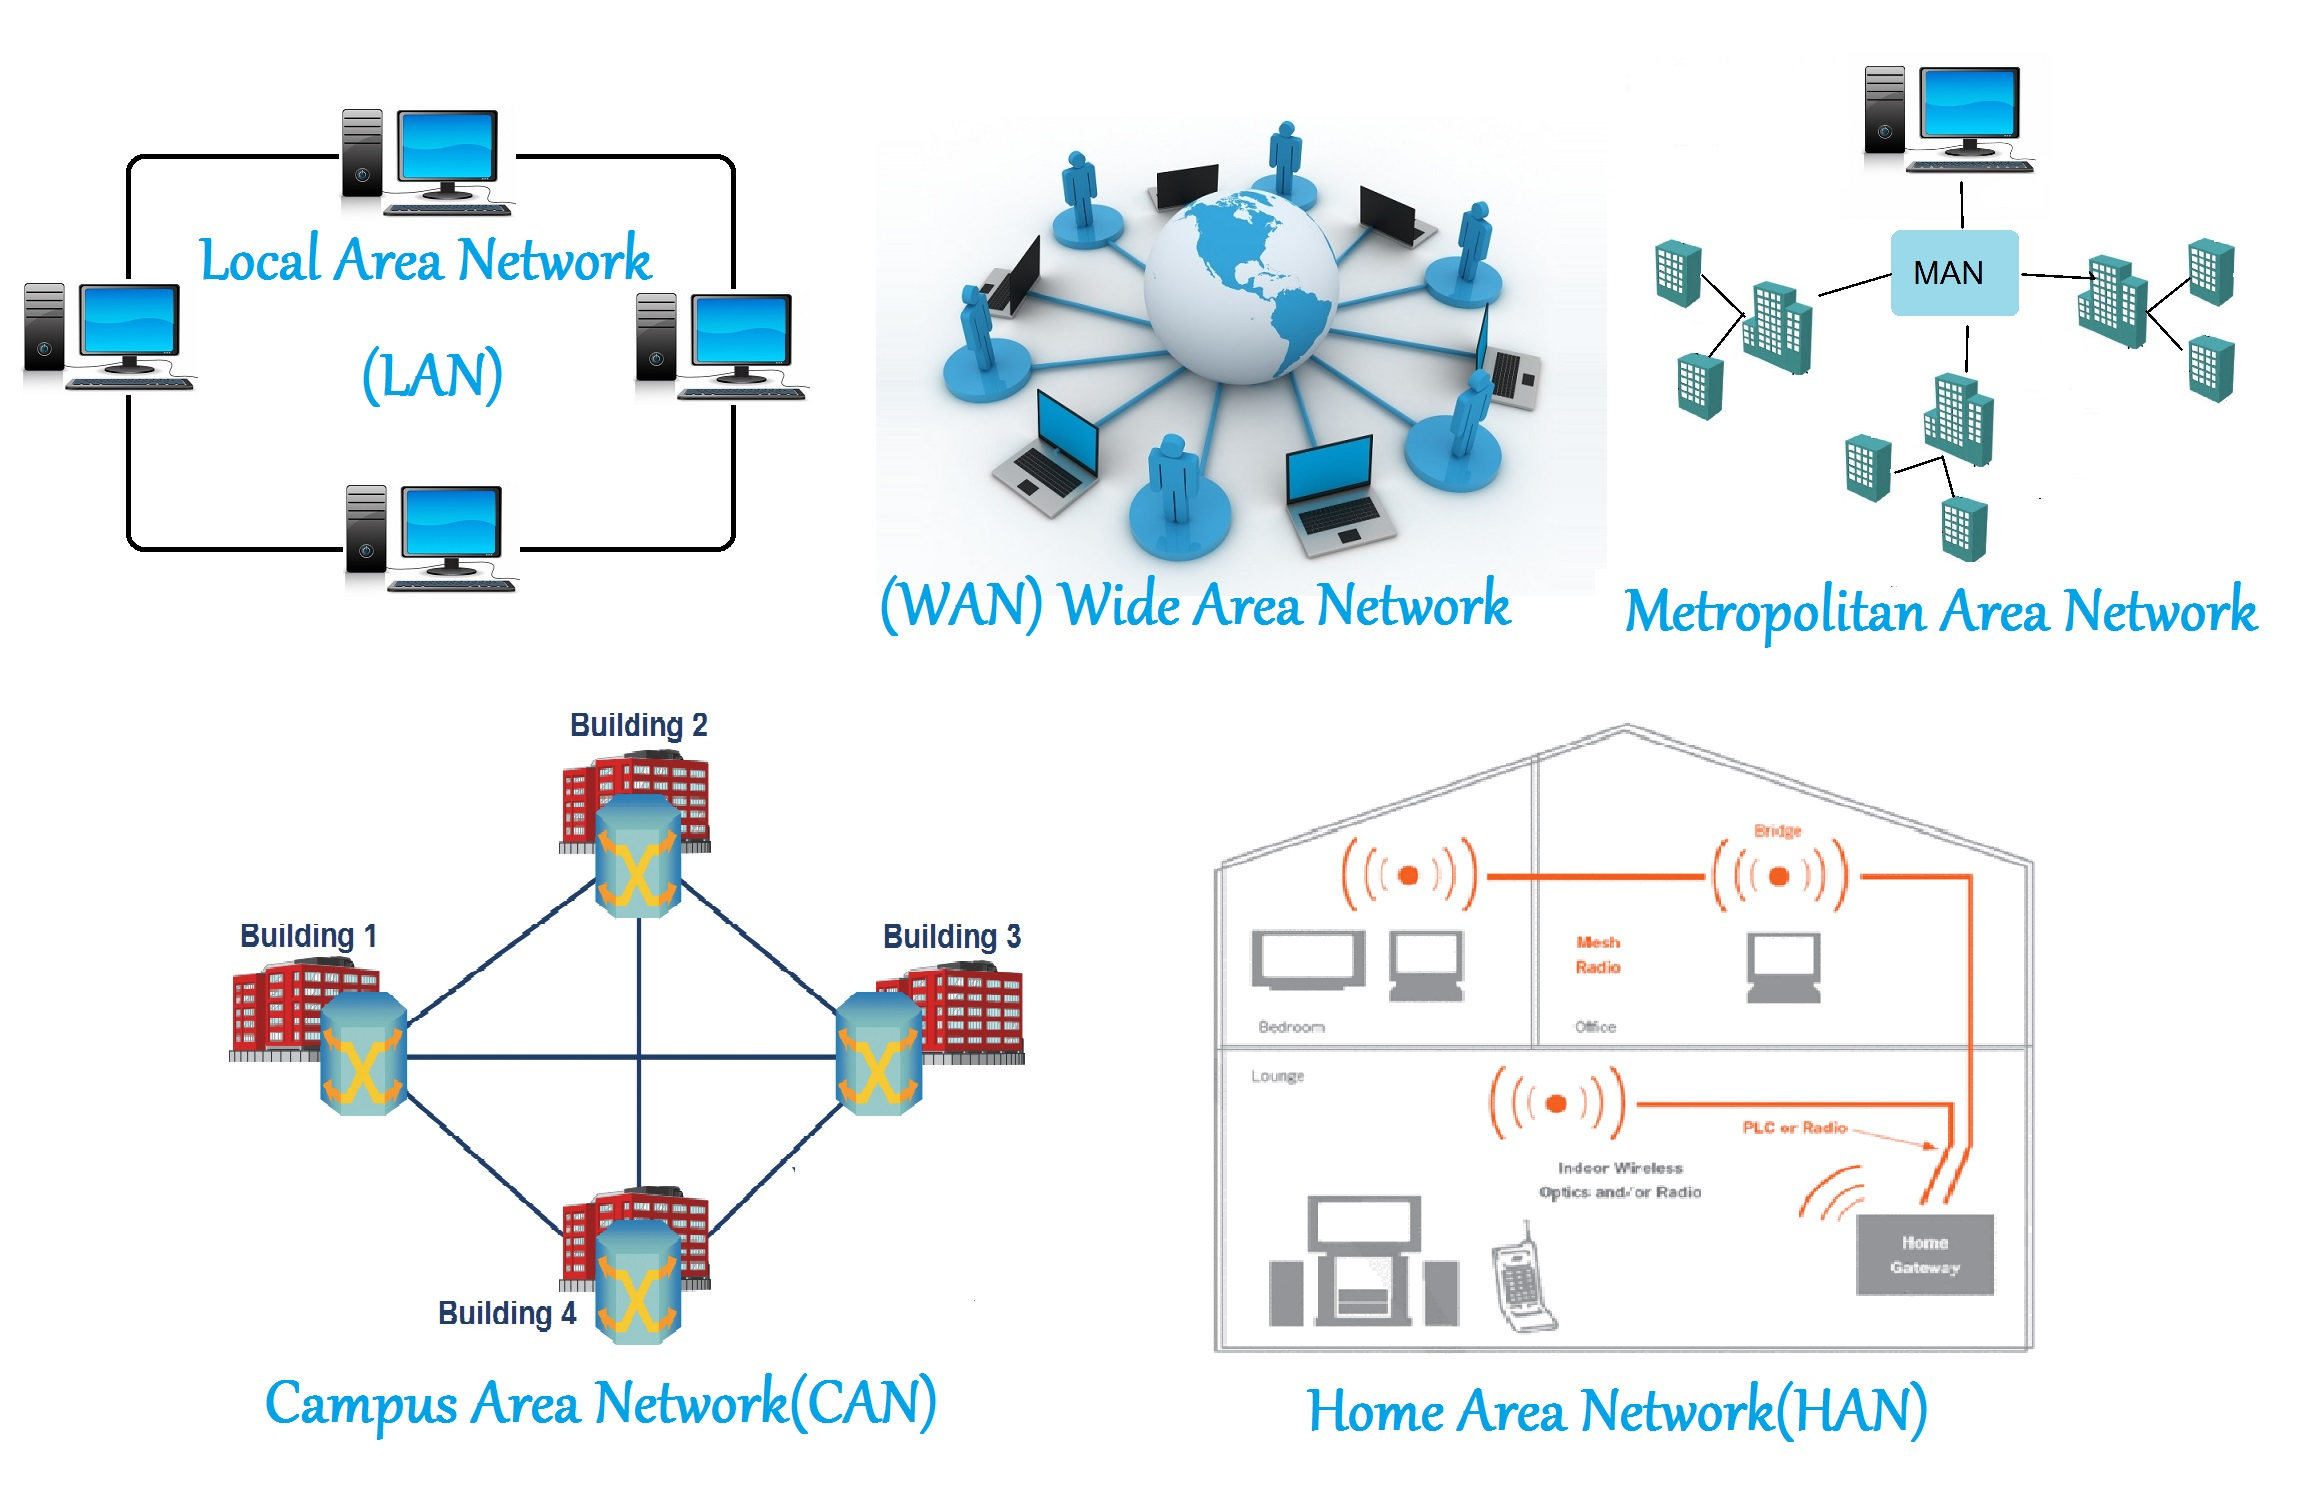 Local Area Network
(LAN)
(WAN) Wide Area Network
MAN
Metropolitan Area Network
Building 2
Building 1
Building 3
Building 4
Campus Area Network(CAN)
Bridge
Mesh
Radio
Bedroom
Office
Lounge
PLC or Radio
Indoor Wireless
Optics and/or Radio
Home
Gateway
Home Area Network(HAN)